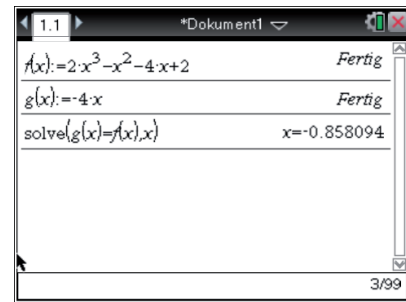 1.1 *Dokument1
f(x):=2·x³−x²−4·x+2 Fertig
g(x):=-4·x Fertig
solve(g(x)=f(x),x) x=-0.858094
3/99